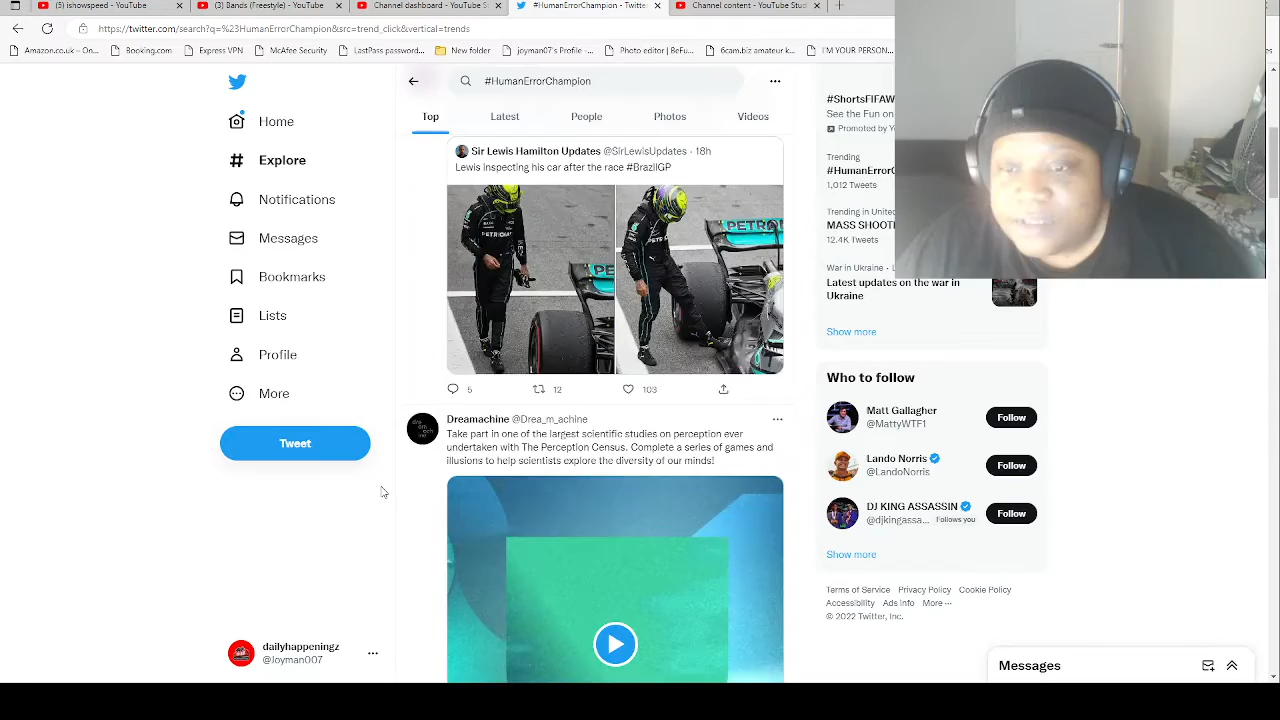 (5) ishowspeed - YouTube
(3) Bands (Freestyle) - YouTube
Channel dashboard - YouTube
#HumanErrorChampion - Twitter
Channel content - YouTube Stud
https://twitter.com/search?q=%23HumanErrorChampion&src=trend_click&vertical=trends
Amazon.co.uk – On...
Booking.com
Express VPN
McAfee Security
LastPass password...
New folder
joyman07's Profile -...
Photo editor | BeFu...
6cam.biz amateur k...
I'M YOUR PERSON...
#HumanErrorChampion
Top
Latest
People
Photos
Videos
Home
Explore
Notifications
Messages
Bookmarks
Lists
Profile
More
Tweet
dailyhappeningz
@Joyman007
Sir Lewis Hamilton Updates @SirLewisUpdates · 18h
Lewis inspecting his car after the race #BrazilGP
PETRO
5
12
103
Dreamachine @Drea_m_achine
Take part in one of the largest scientific studies on perception ever
undertaken with The Perception Census. Complete a series of games and
illusions to help scientists explore the diversity of our minds!
#ShortsFIFAW
See the Fun on
Promoted by Y
Trending
#HumanErrorC
1,012 Tweets
Trending in United
MASS SHOOTI
12.4K Tweets
War in Ukraine · L
Latest updates on the war in
Ukraine
Show more
Who to follow
Matt Gallagher
@MattyWTF1
Follow
Lando Norris
@LandoNorris
Follow
DJ KING ASSASSIN
@djkingassa... Follows you
Follow
Show more
Terms of Service Privacy Policy Cookie Policy
Accessibility Ads info More ···
© 2022 Twitter, Inc.
Messages